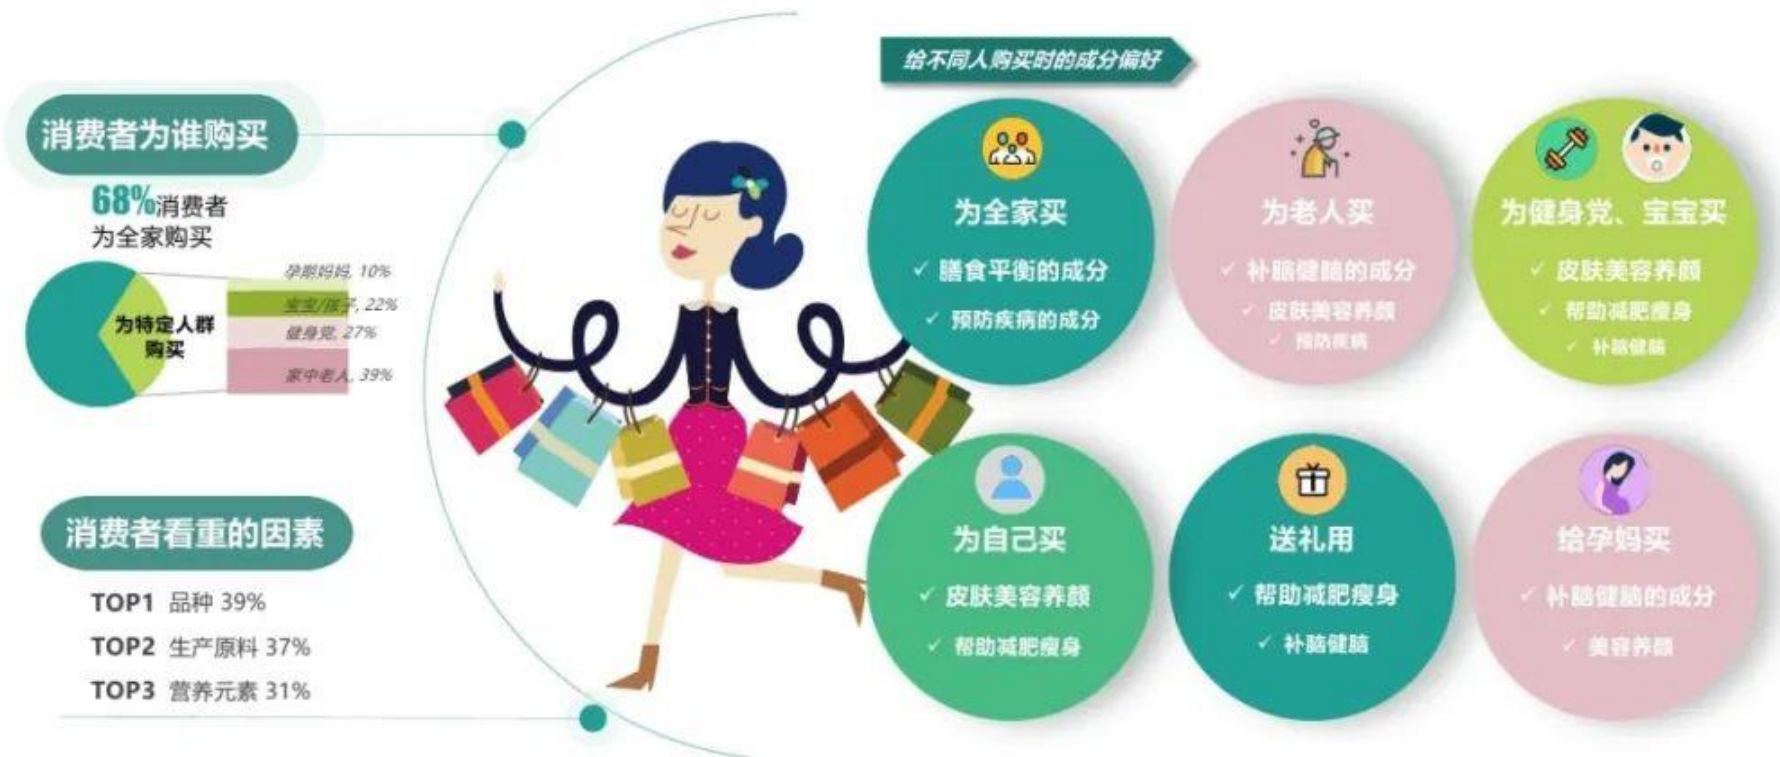 消费者为谁购买
68%消费者
为全家购买
孕期妈妈, 10%
宝宝/孩子, 22%
为特定人群
购买
健身党, 27%
家中老人, 39%
消费者看重的因素
TOP1 品种 39%
TOP2 生产原料 37%
TOP3 营养元素 31%
给不同人购买时的成分偏好
为全家买
✓ 膳食平衡的成分
✓ 预防疾病的成分
为老人买
✓ 补脑健脑的成分
✓ 皮肤美容养颜
✓ 预防疾病
为健身党、宝宝买
✓ 皮肤美容养颜
✓ 帮助减肥瘦身
✓ 补脑健脑
为自己买
✓ 皮肤美容养颜
✓ 帮助减肥瘦身
送礼用
✓ 帮助减肥瘦身
✓ 补脑健脑
给孕妈买
✓ 补脑健脑的成分
✓ 美容养颜